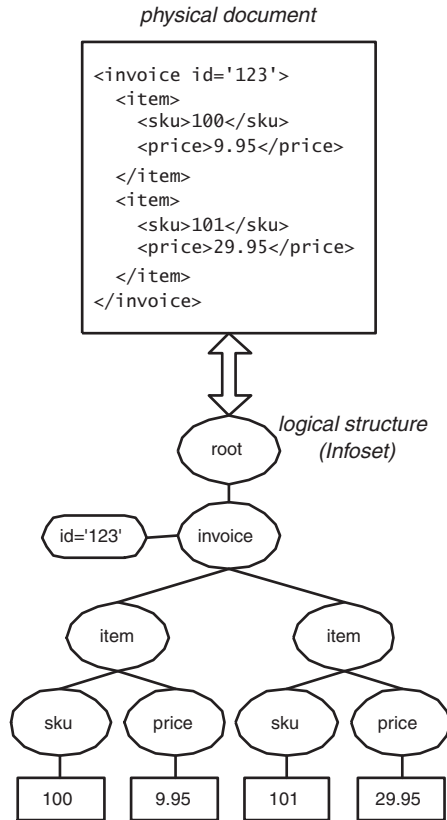 physical document
<invoice id='123'>
<item>
<sku>100</sku>
<price>9.95</price>
</item>
<item>
<sku>101</sku>
<price>29.95</price>
</item>
</invoice>
logical structure
(Infoset)
root
id='123'
invoice
item
item
sku
price
sku
price
100
9.95
101
29.95